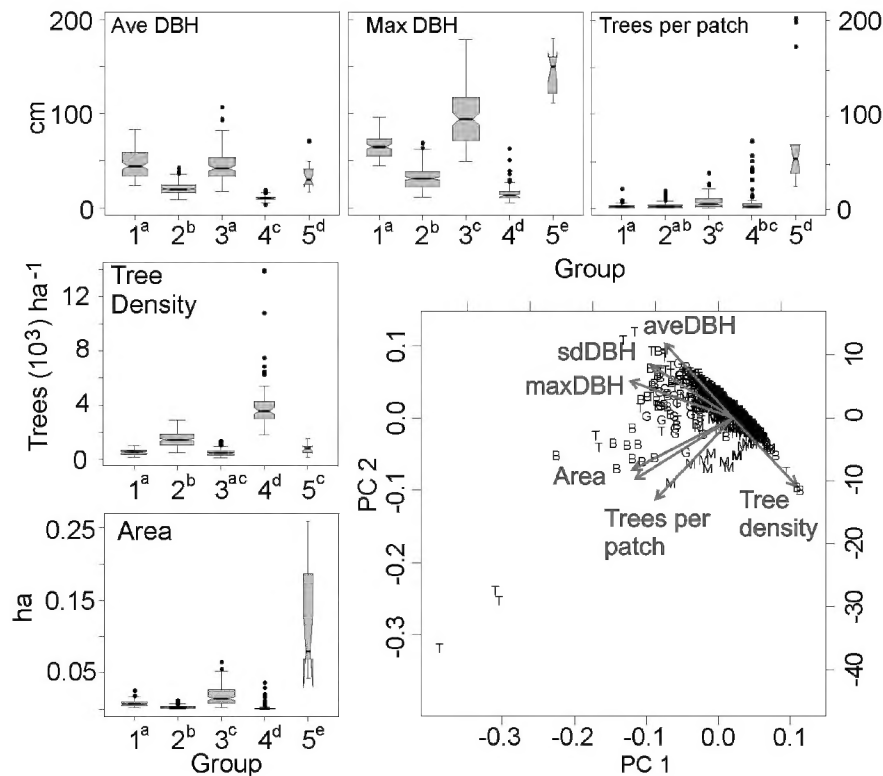 Ave DBH
Max DBH
Trees per patch
200
100
0
cm
200
100
0
1a 2b 3a 4c 5d
1a 2b 3c 4d 5e
1a 2ab 3c 4bc 5d
Group
Tree
Density
Trees (10³) ha⁻¹
12
8
4
0
1a 2b 3ac 4d 5c
Area
ha
0.25
0.15
0.05
1a 2b 3c 4d 5e
Group
aveDBH
sdDBH
maxDBH
Area
Trees per
patch
Tree
density
PC 2
0.1
0.0
-0.1
-0.2
-0.3
10
0
-10
-20
-30
-40
-0.3 -0.2 -0.1 0.0 0.1
PC 1